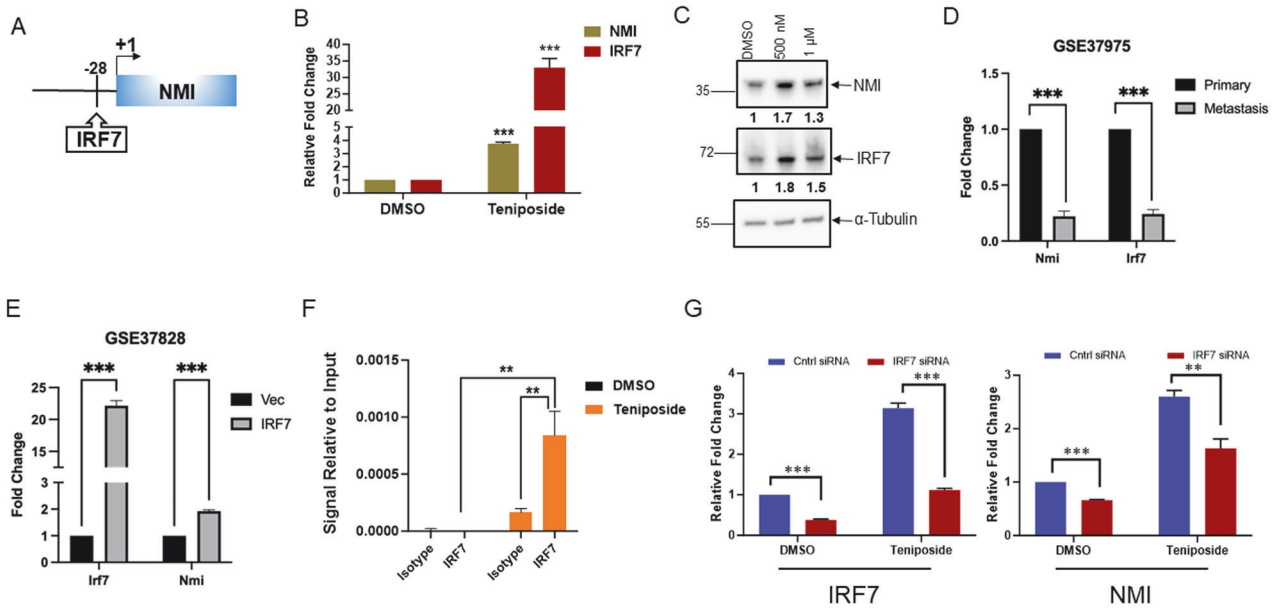 A
+1
-28
NMI
IRF7
B
NMI
IRF7
Relative Fold Change
40
35
30
25
20
15
10
5
4
3
2
1
0
***
***
DMSO
Teniposide
C
DMSO
500 nM
1 µM
35
NMI
1 1.7 1.3
72
IRF7
1 1.8 1.5
55
α-Tubulin
D
GSE37975
Primary
Metastasis
Fold Change
1.5
1.0
0.5
0.0
***
***
Nmi
Irf7
E
GSE37828
Vec
IRF7
Fold Change
25
20
15
10
4
3
2
1
0
***
***
Irf7
Nmi
F
Signal Relative to Input
0.0015
0.0010
0.0005
0.0000
**
**
DMSO
Teniposide
Isotype
IRF7
Isotype
IRF7
G
Cntrl siRNA
IRF7 siRNA
Relative Fold Change
4
3
2
1
0
***
***
DMSO
Teniposide
IRF7
Cntrl siRNA
IRF7 siRNA
Relative Fold Change
3
2
1
0
***
**
DMSO
Teniposide
NMI